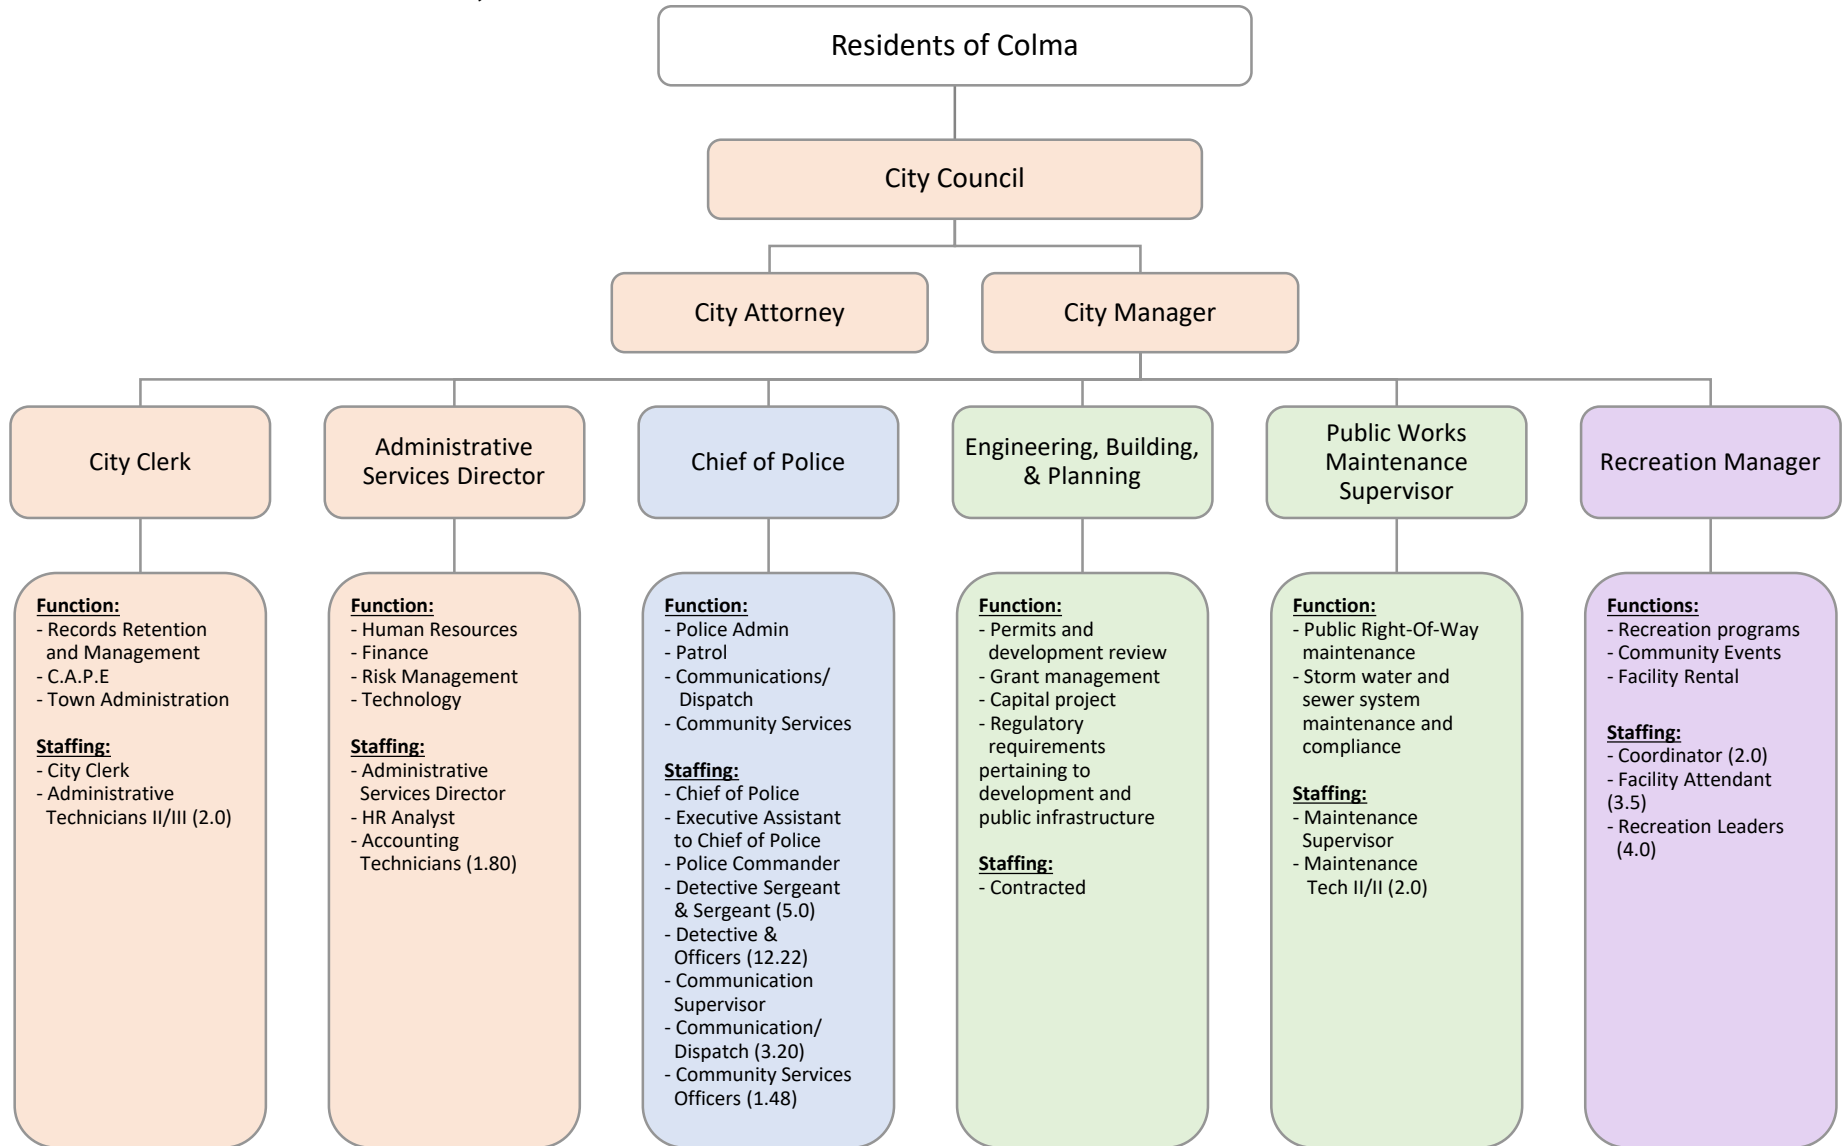 Residents of Colma
City Council
City Attorney
City Manager
City Clerk
Administrative
Services Director
Chief of Police
Engineering, Building,
& Planning
Public Works
Maintenance
Supervisor
Recreation Manager
Function:
- Records Retention
and Management
- C.A.P.E
- Town Administration
Staffing:
- City Clerk
- Administrative
Technicians II/III (2.0)
Function:
- Human Resources
- Finance
- Risk Management
- Technology
Staffing:
- Administrative
Services Director
- HR Analyst
- Accounting
Technicians (1.80)
Function:
- Police Admin
- Patrol
- Communications/
Dispatch
- Community Services
Staffing:
- Chief of Police
- Executive Assistant
to Chief of Police
- Police Commander
- Detective Sergeant
& Sergeant (5.0)
- Detective &
Officers (12.22)
- Communication
Supervisor
- Communication/
Dispatch (3.20)
- Community Services
Officers (1.48)
Function:
- Permits and
development review
- Grant management
- Capital project
- Regulatory
requirements
pertaining to
development and
public infrastructure
Staffing:
- Contracted
Function:
- Public Right-Of-Way
maintenance
- Storm water and
sewer system
maintenance and
compliance
Staffing:
- Maintenance
Supervisor
- Maintenance
Tech II/II (2.0)
Functions:
- Recreation programs
- Community Events
- Facility Rental
Staffing:
- Coordinator (2.0)
- Facility Attendant
(3.5)
- Recreation Leaders
(4.0)